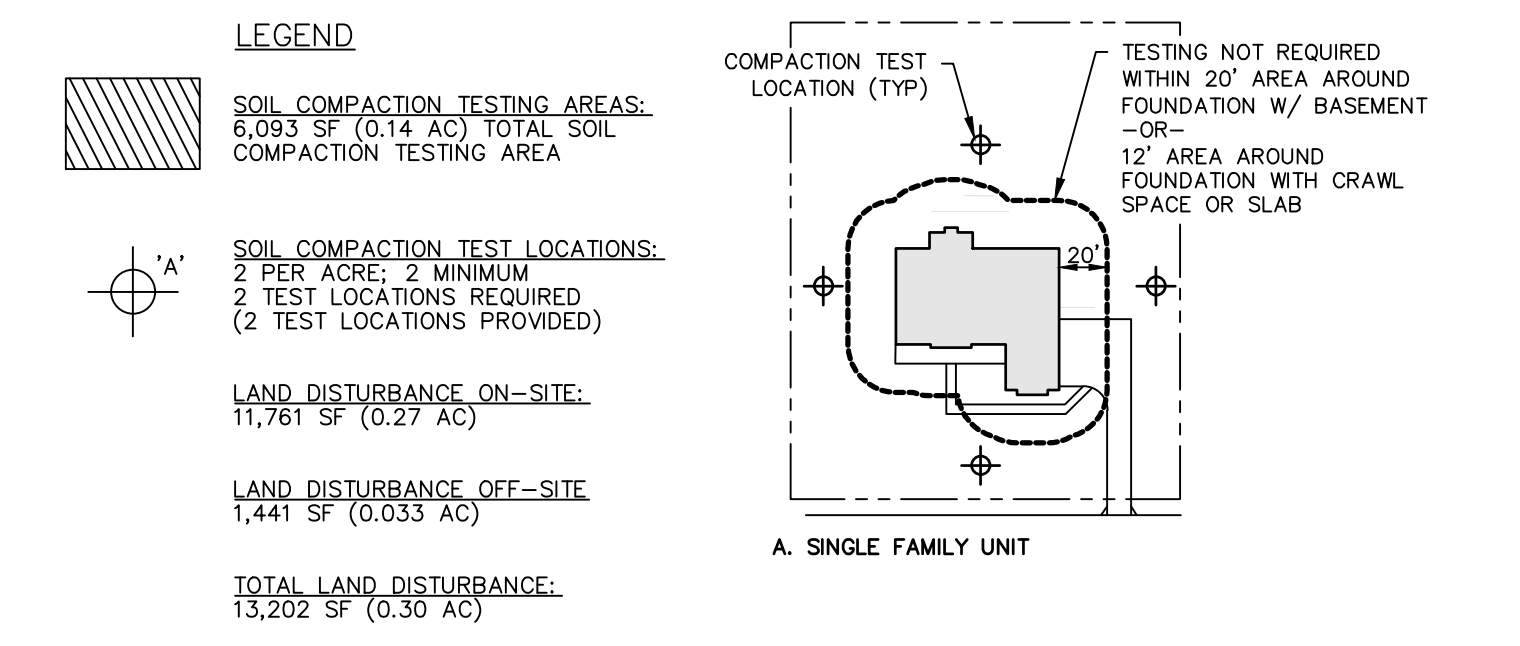 LEGEND
SOIL COMPACTION TESTING AREAS:
6,093 SF (0.14 AC) TOTAL SOIL
COMPACTION TESTING AREA
'A'
SOIL COMPACTION TEST LOCATIONS:
2 PER ACRE; 2 MINIMUM
2 TEST LOCATIONS REQUIRED
(2 TEST LOCATIONS PROVIDED)
LAND DISTURBANCE ON-SITE:
11,761 SF (0.27 AC)
LAND DISTURBANCE OFF-SITE
1,441 SF (0.033 AC)
TOTAL LAND DISTURBANCE:
13,202 SF (0.30 AC)
COMPACTION TEST
LOCATION (TYP)
TESTING NOT REQUIRED
WITHIN 20' AREA AROUND
FOUNDATION W/ BASEMENT
-OR-
12' AREA AROUND
FOUNDATION WITH CRAWL
SPACE OR SLAB
20'
A. SINGLE FAMILY UNIT